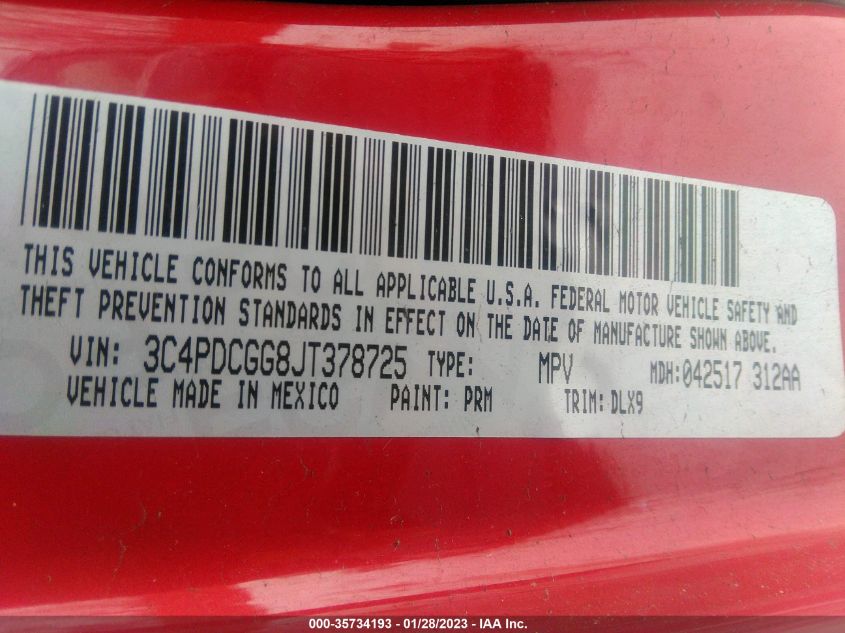 THIS VEHICLE CONFORMS TO ALL APPLICABLE U.S.A. FEDERAL MOTOR VEHICLE SAFETY AND
THEFT PREVENTION STANDARDS IN EFFECT ON THE DATE OF MANUFACTURE SHOWN ABOVE.
VIN: 3C4PDCGG8JT378725 TYPE: MPV MDH:042517 312AA
VEHICLE MADE IN MEXICO PAINT: PRM TRIM:DLX9
000-35734193 - 01/28/2023 - IAA Inc.